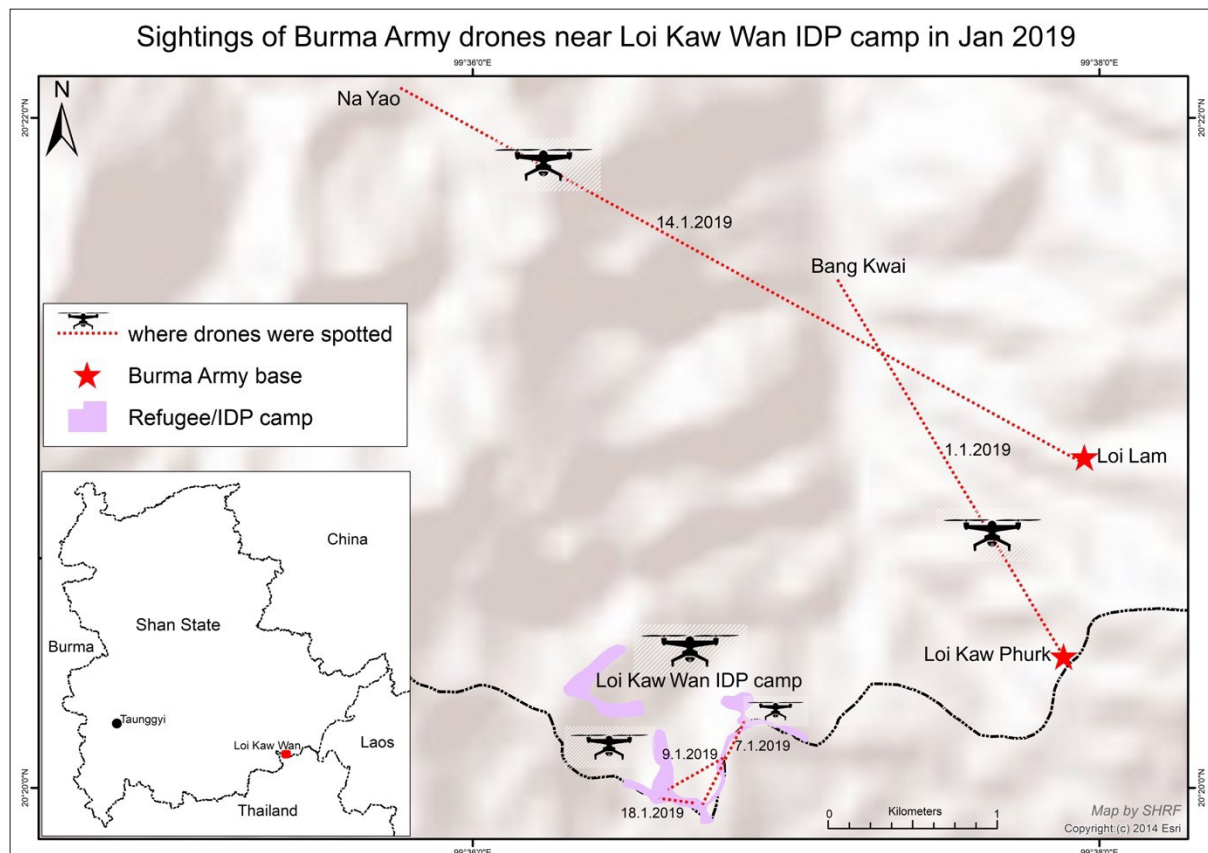 Sightings of Burma Army drones near Loi Kaw Wan IDP camp in Jan 2019
99°36'0"E
99°38'0"E
N
20°22'0"N
20°22'0"N
Na Yao
14.1.2019
Bang Kwai
where drones were spotted
Burma Army base
Refugee/IDP camp
1.1.2019
Loi Lam
China
Shan State
Burma
Taunggyi
Loi Kaw Wan
Laos
Thailand
Loi Kaw Phurk
Loi Kaw Wan IDP camp
9.1.2019
7.1.2019
18.1.2019
20°20'0"N
20°20'0"N
Kilometers
0
1
Map by SHRF
Copyright:(c) 2014 Esri
99°36'0"E
99°38'0"E